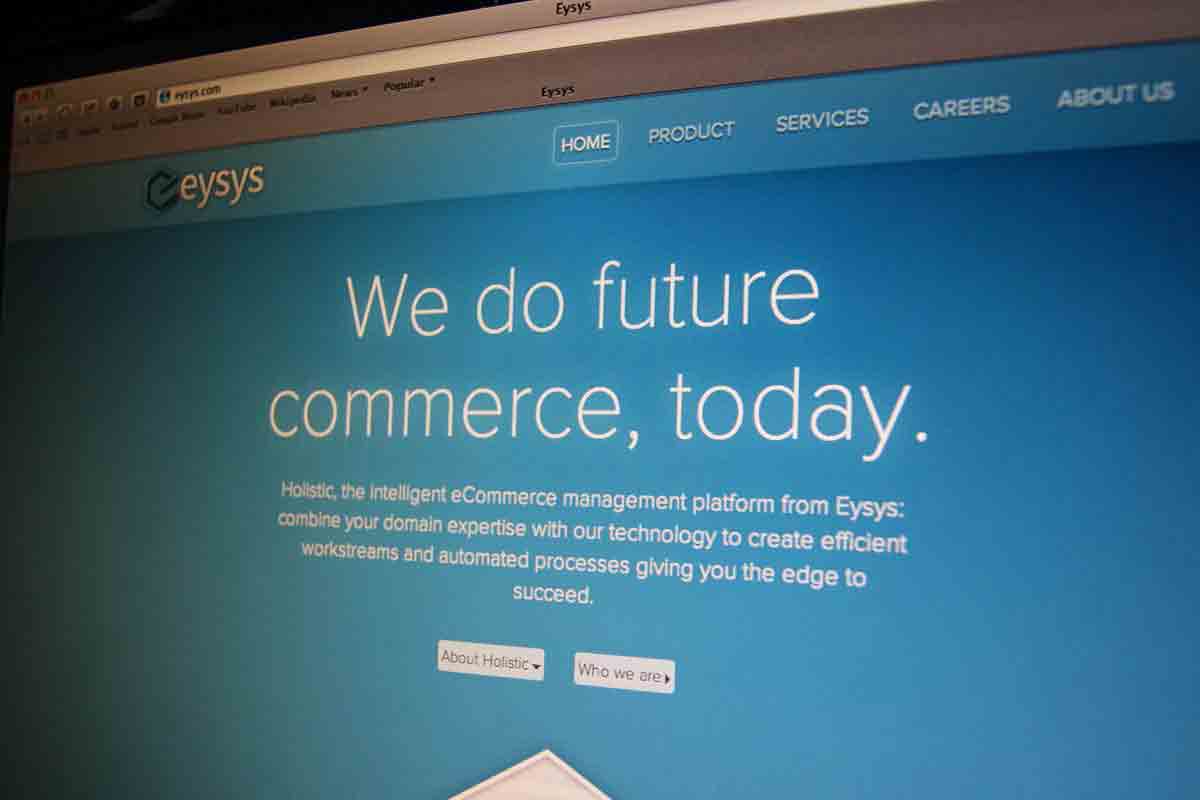 Eysys
eysys.com
YouTube Wikipedia News Popular
Eysys
HOME PRODUCT SERVICES CAREERS ABOUT US
eysys
We do future
commerce, today.
Holistic, the intelligent eCommerce management platform from Eysys:
combine your domain expertise with our technology to create efficient
workstreams and automated processes giving you the edge to
succeed.
About Holistic
Who we are